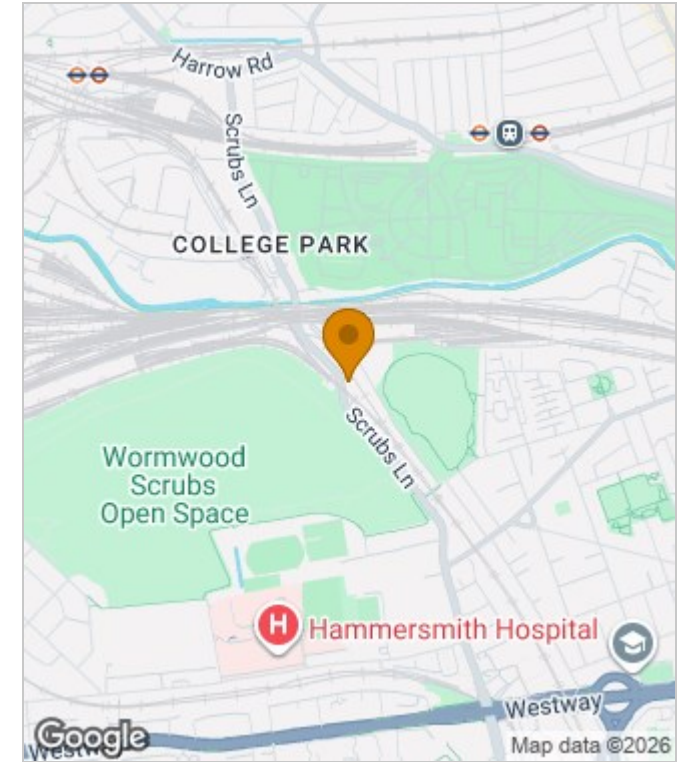 Harrow Rd
Scrubs Ln
COLLEGE PARK
Scrubs Ln
Wormwood
Scrubs
Open Space
H
Hammersmith Hospital
Westway
Westway
Google
Map data ©2026